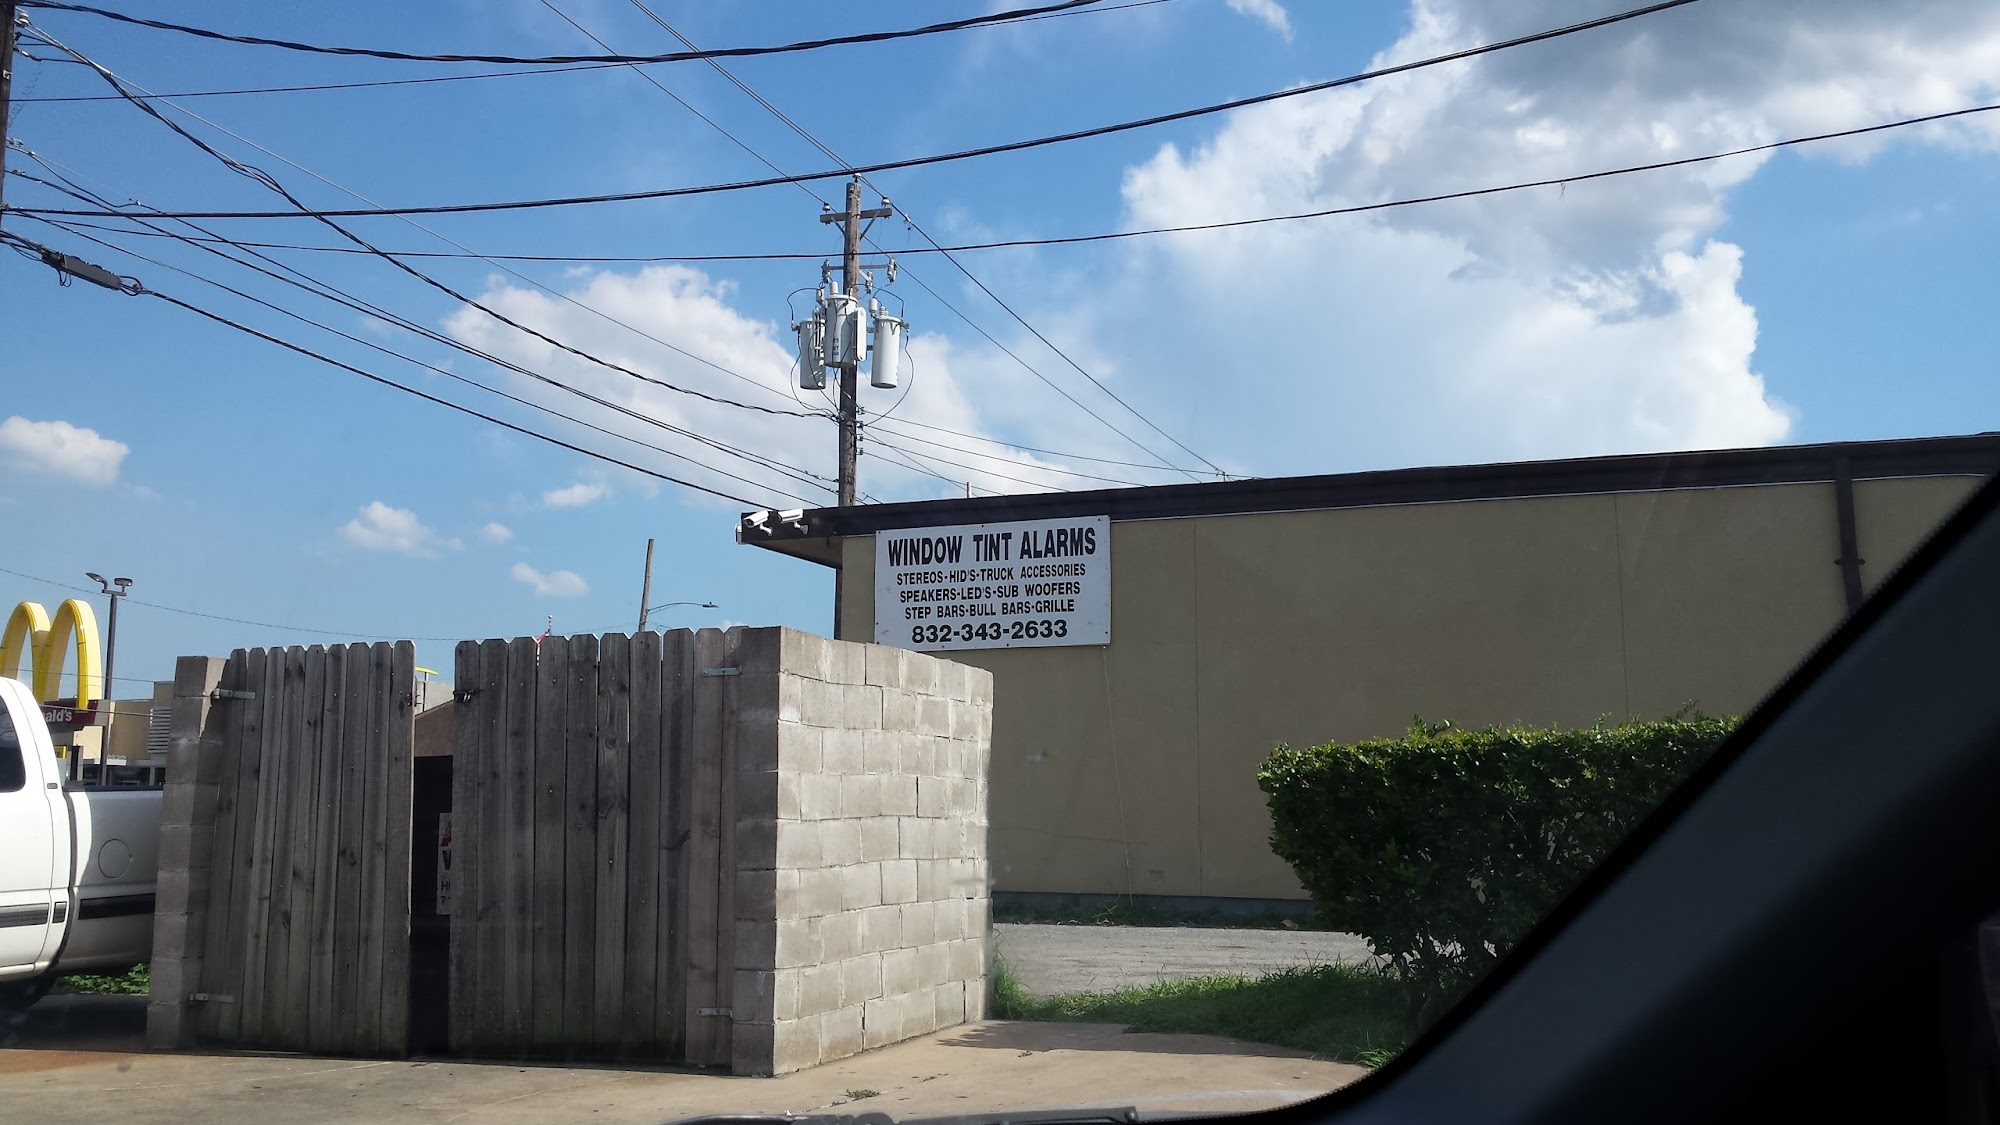 WINDOW TINT ALARMS
STEREOS-HID'S-TRUCK ACCESSORIES
SPEAKERS-LED'S-SUB WOOFERS
STEP BARS-BULL BARS-GRILLE
832-343-2633
ald's